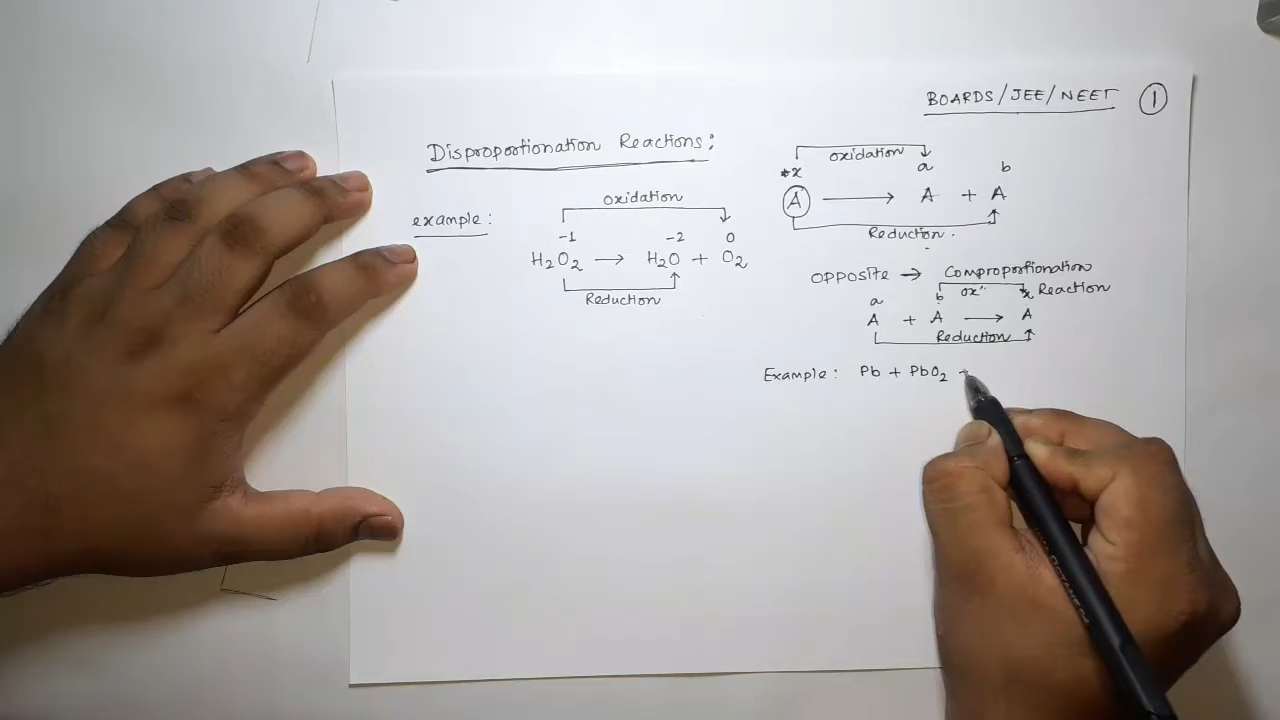 BOARDS/JEE/NEET 1
Disproportionation Reactions:
oxidation
x a b
A → A + A
Reduction.
example:
oxidation
-1 -2 0
H₂O₂ → H₂O + O₂
Reduction
OPPOSITE → Comproportionation
Reaction
oxⁿ
a b x
A + A → A
Reduction
Example: Pb + PbO₂ +